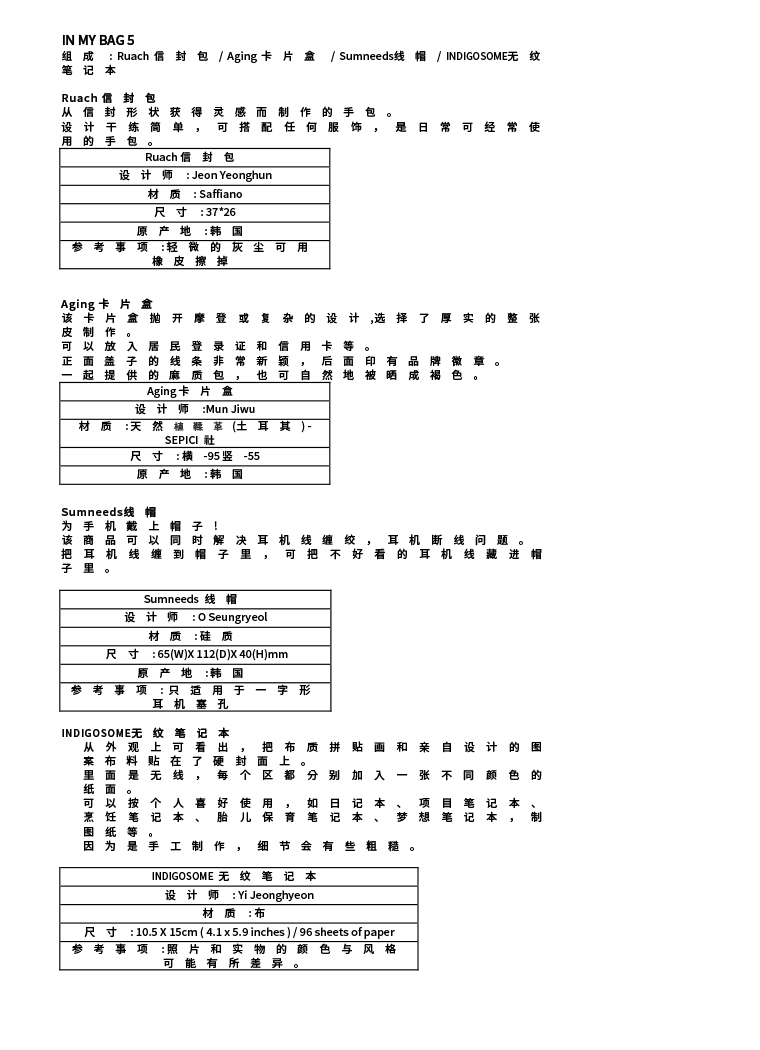 IN MY BAG 5
组成 : Ruach 信封包 / Aging 卡片盒 / Sumneeds线帽 / INDIGOSOME无纹
笔记本
Ruach 信封包
从信封形状获得灵感而制作的手包。
设计干练简单，可搭配任何服饰，是日常可经常使
用的手包。
Ruach 信封包
设计师 : Jeon Yeonghun
材质 : Saffiano
尺寸 : 37*26
原产地 : 韩国
参考事项 : 轻微的灰尘可用
橡皮擦掉
Aging 卡片盒
该卡片盒抛开摩登或复杂的设计,选择了厚实的整张
皮制作。
可以放入居民登录证和信用卡等。
正面盖子的线条非常新颖，后面印有品牌徽章。
一起提供的麻质包，也可自然地被晒成褐色。
Aging 卡片盒
设计师 :Mun Jiwu
材质 : 天然植鞣革 (土耳其 ) -
SEPICI 社
尺寸 : 横 -95 竖 -55
原产地 : 韩国
Sumneeds线帽
为手机戴上帽子!
该商品可以同时解决耳机线缠绞，耳机断线问题。
把耳机线缠到帽子里，可把不好看的耳机线藏进帽
子里。
Sumneeds 线帽
设计师 : O Seungryeol
材质 : 硅质
尺寸 : 65(W)X 112(D)X 40(H)mm
原产地 : 韩国
参考事项 : 只适用于一字形
耳机塞孔
INDIGOSOME无纹笔记本
从外观上可看出，把布质拼贴画和亲自设计的图
案布料贴在了硬封面上。
里面是无线，每个区都分别加入一张不同颜色的
纸面。
可以按个人喜好使用，如日记本、项目笔记本、
烹饪笔记本、胎儿保育笔记本、梦想笔记本，制
图纸等。
因为是手工制作，细节会有些粗糙。
INDIGOSOME 无纹笔记本
设计师 : Yi Jeonghyeon
材质 : 布
尺寸 : 10.5 X 15cm ( 4.1 x 5.9 inches ) / 96 sheets of paper
参考事项 : 照片和实物的颜色与风格
可能有所差异。